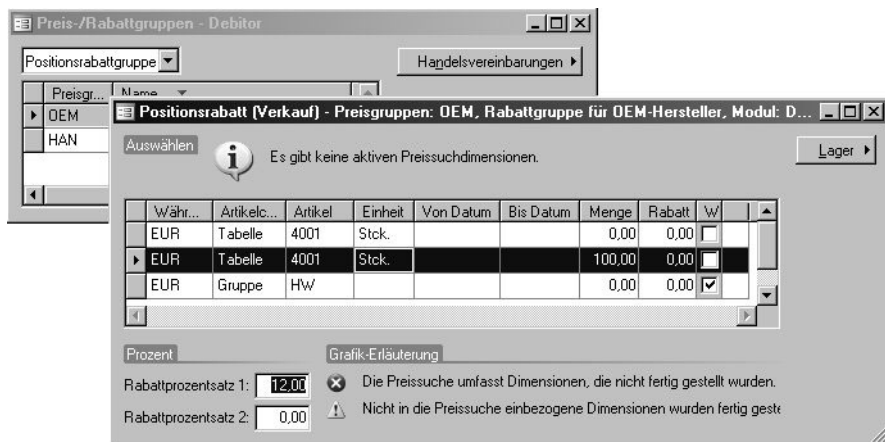 Preis-/Rabattgruppen - Debitor
Positionsrabattgruppe
Handelsvereinbarungen
Preisgr... Name
OEM
HAN
Positionsrabatt (Verkauf) - Preisgruppen: OEM, Rabattgruppe für OEM-Hersteller, Modul: D...
Auswählen
Es gibt keine aktiven Preissuchdimensionen.
Lager
Währ... Artikelc... Artikel Einheit Von Datum Bis Datum Menge Rabatt W
EUR Tabelle 4001 Stck. 0,00 0,00
EUR Tabelle 4001 Stck. 100,00 0,00
EUR Gruppe HW 0,00 0,00
Prozent
Grafik-Erläuterung
Rabattprozentsatz 1: 12,00
Die Preissuche umfasst Dimensionen, die nicht fertig gestellt wurden.
Rabattprozentsatz 2: 0,00
Nicht in die Preissuche einbezogene Dimensionen wurden fertig geste